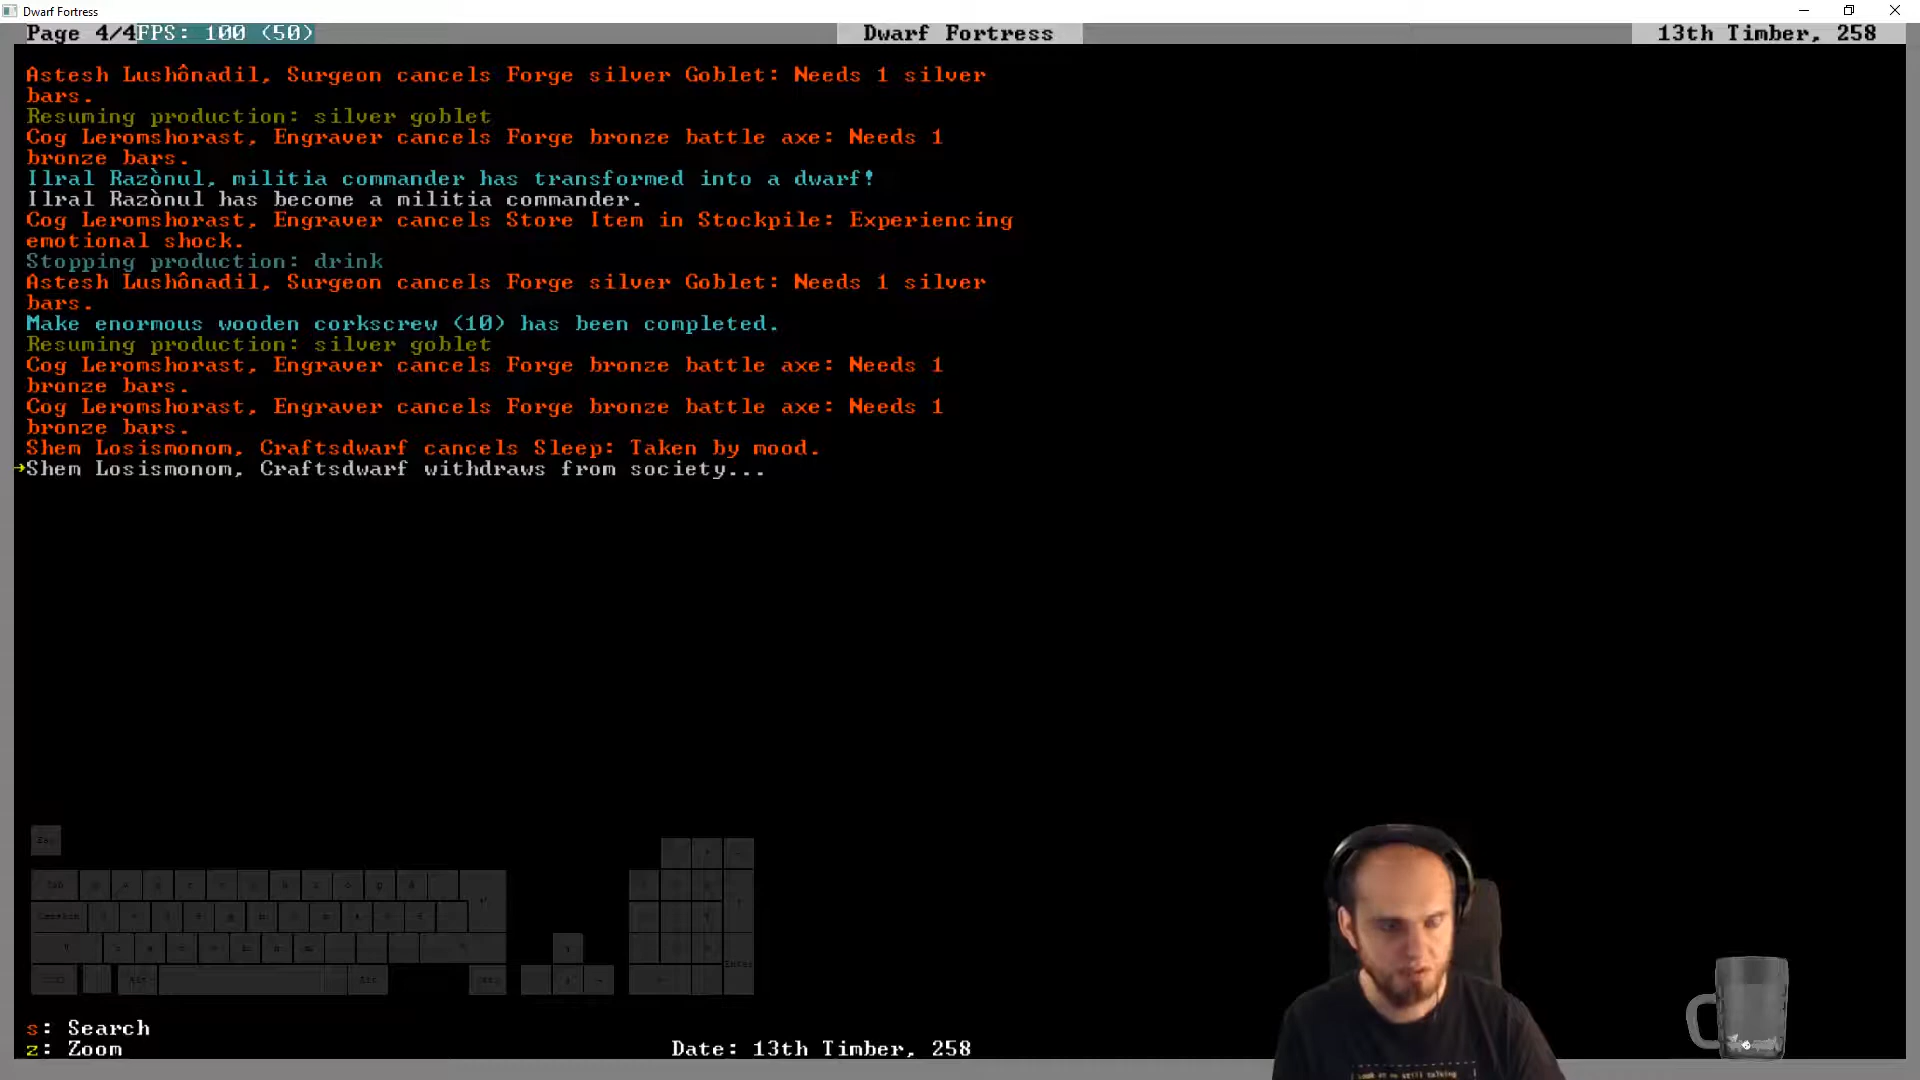 Dwarf Fortress
Page 4/4 FPS: 100 (50)
Dwarf Fortress
13th Timber, 258
Astesh Lushônadil, Surgeon cancels Forge silver Goblet: Needs 1 silver
bars.
Resuming production: silver goblet
Cog Leromshorast, Engraver cancels Forge bronze battle axe: Needs 1
bronze bars.
Ilral Razònul, militia commander has transformed into a dwarf!
Ilral Razònul has become a militia commander.
Cog Leromshorast, Engraver cancels Store Item in Stockpile: Experiencing
emotional shock.
Stopping production: drink
Astesh Lushônadil, Surgeon cancels Forge silver Goblet: Needs 1 silver
bars.
Make enormous wooden corkscrew (10) has been completed.
Resuming production: silver goblet
Cog Leromshorast, Engraver cancels Forge bronze battle axe: Needs 1
bronze bars.
Cog Leromshorast, Engraver cancels Forge bronze battle axe: Needs 1
bronze bars.
Shem Losismonom, Craftsdwarf cancels Sleep: Taken by mood.
Shem Losismonom, Craftsdwarf withdraws from society...
Enter
s: Search
z: Zoom
Date: 13th Timber, 258